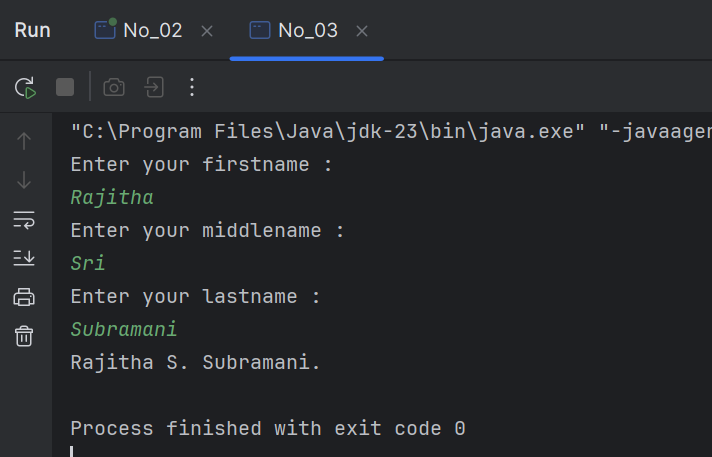 Run No_02 No_03
"C:\Program Files\Java\jdk-23\bin\java.exe" "-javaagen
Enter your firstname :
Rajitha
Enter your middlename :
Sri
Enter your lastname :
Subramani
Rajitha S. Subramani.
Process finished with exit code 0